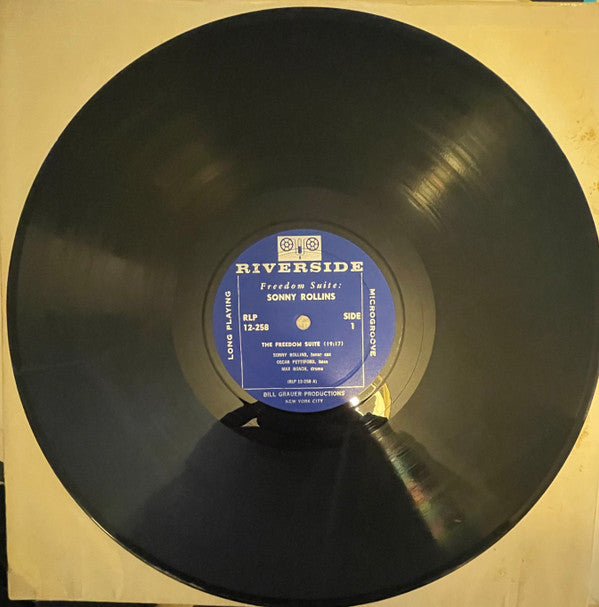 RIVERSIDE
Freedom Suite:
SONNY ROLLINS
RLP
12-258
SIDE
1
LONG PLAYING
MICROGROOVE
THE FREEDOM SUITE (19:17)
SONNY ROLLINS, tenor sax
OSCAR PETTIFORD, bass
MAX ROACH, drums
(RLP 12-258 A)
BILL GRAUER PRODUCTIONS
NEW YORK CITY